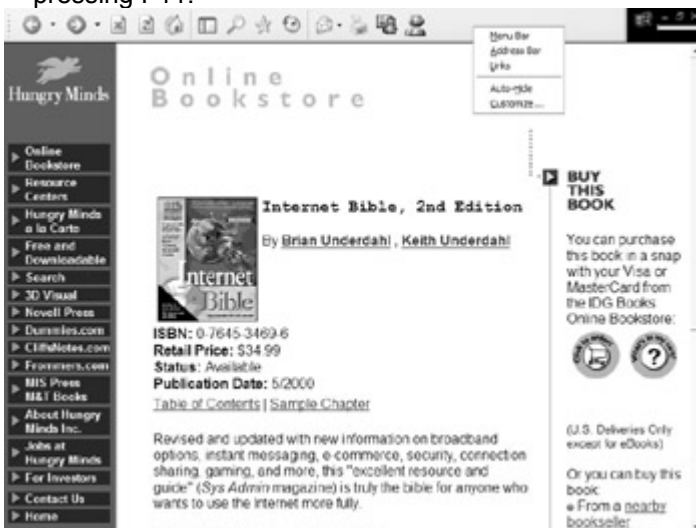 pressing F11.
Menu Bar
Address Bar
Links
Auto-Hide
Customize...
Hungry Minds
Online
Bookstore
Online
Bookstore
Resource
Centers
Hungry Minds
a la Carte
Free and
Downloadable
Search
3D Visual
Novell Press
Dummies.com
CliffsNotes.com
Frommers.com
MIS Press
M&T Books
About Hungry
Minds Inc.
Jobs at
Hungry Minds
For Investors
Contact Us
Home
Internet Bible, 2nd Edition
By Brian Underdahl , Keith Underdahl
Internet
Bible
ISBN: 0-7645-3469-6
Retail Price: $34.99
Status: Available
Publication Date: 5/2000
Table of Contents | Sample Chapter
Revised and updated with new information on broadband
options, instant messaging, e-commerce, security, connection
sharing, gaming, and more, this "excellent resource and
guide" (Sys Admin magazine) is truly the bible for anyone who
wants to use the Internet more fully.
BUY
THIS
BOOK
You can purchase
this book in a snap
with your Visa or
MasterCard from
the IDG Books
Online Bookstore:
(U.S. Deliveries Only
except for eBooks)
Or you can buy this
book:
From a nearby
bookseller